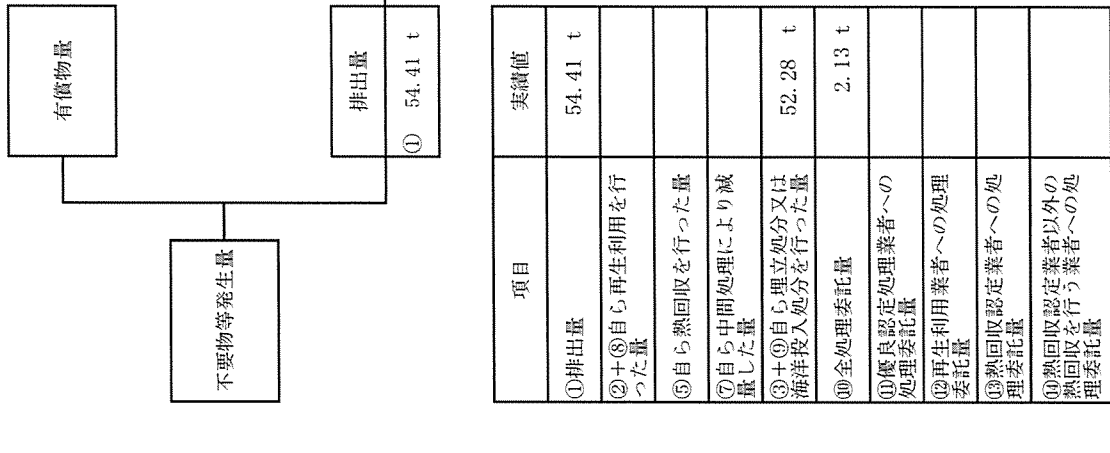 有償物量
不要物等発生量
排出量
① 54.41 t
項目
実績値
①排出量
54.41 t
②+⑧自ら再生利用を行
った量
⑤自ら熱回収を行った量
⑦自ら中間処理により減
量した量
③+⑨自ら埋立処分又は
海洋投入処分を行った量
52.28 t
⑩全処理委託量
2.13 t
⑪優良認定処理業者への
処理委託量
⑫再生利用業者への処理
委託量
⑬熱回収認定業者への処
理委託量
⑭熱回収認定業者以外の
熱回収を行う業者への処
理委託量